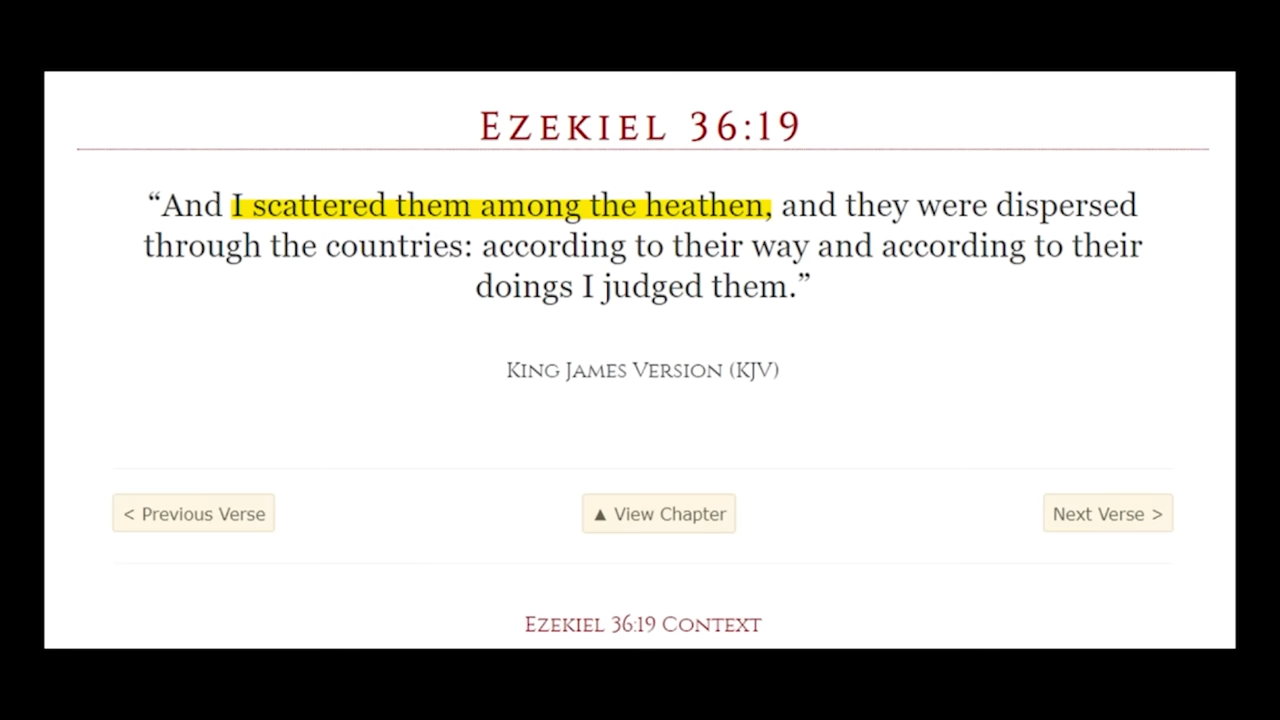 EZEKIEL 36:19
“And I scattered them among the heathen, and they were dispersed
through the countries: according to their way and according to their
doings I judged them.”
KING JAMES VERSION (KJV)
< Previous Verse
▲ View Chapter
Next Verse >
EZEKIEL 36:19 CONTEXT